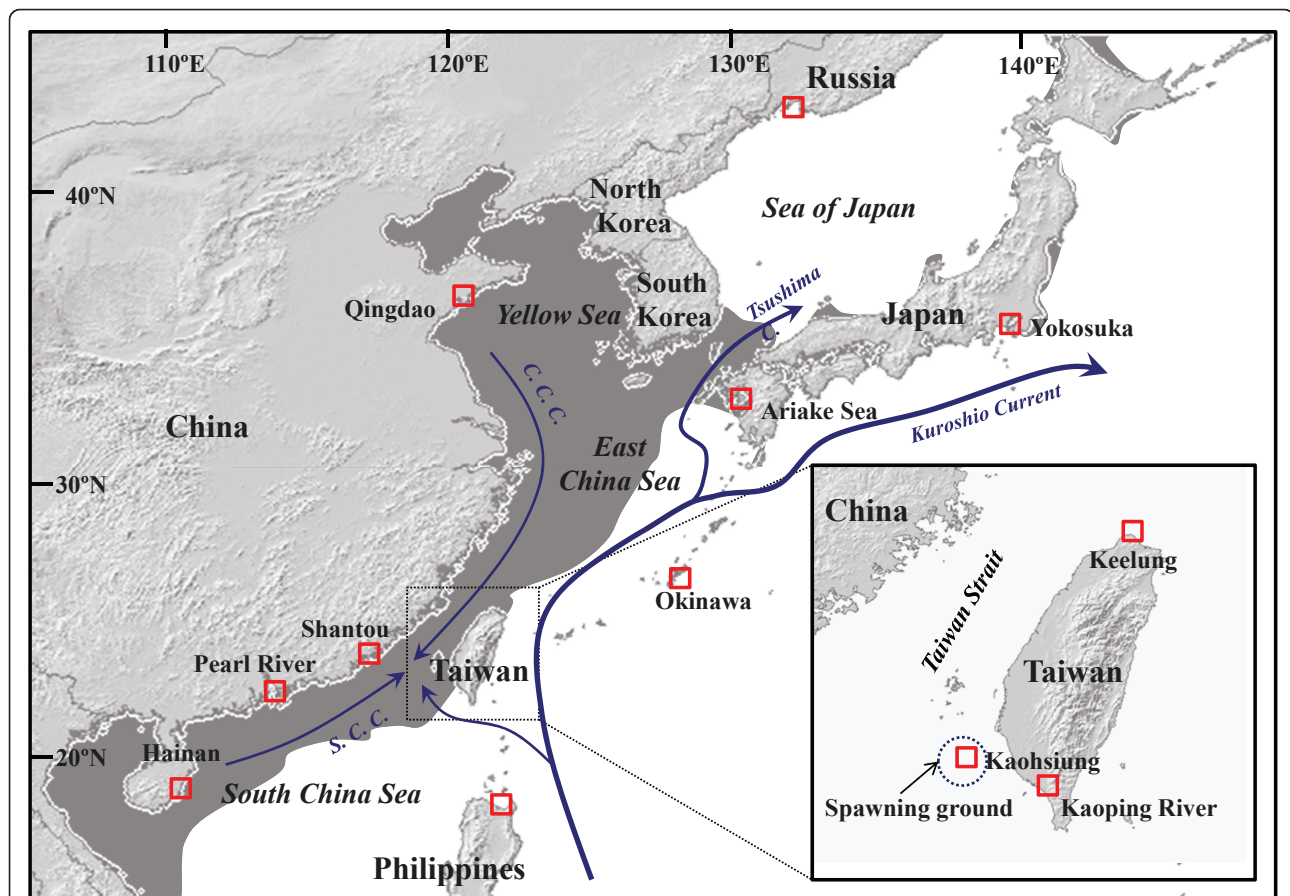 110ºE
120ºE
130ºE
140ºE
Russia
40ºN
North
Korea
Sea of Japan
South
Korea
Tsushima
C.
Qingdao
Yellow Sea
Japan
Yokosuka
C. C. C.
Ariake Sea
Kuroshio Current
China
East
China Sea
30ºN
Okinawa
Shantou
Pearl River
Taiwan
S. C. C.
Hainan
20ºN
South China Sea
Philippines
China
Keelung
Taiwan Strait
Taiwan
Kaohsiung
Spawning ground
Kaoping River